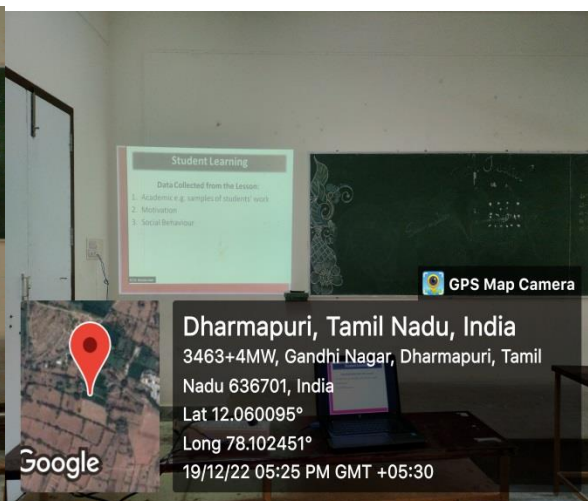 Student Learning
Data Collected from the Lesson:
1. Academic e.g. samples of students' work
2. Motivation
3. Social Behaviour
GPS Map Camera
Dharmapuri, Tamil Nadu, India
3463+4MW, Gandhi Nagar, Dharmapuri, Tamil
Nadu 636701, India
Lat 12.060095°
Long 78.102451°
19/12/22 05:25 PM GMT +05:30
Google